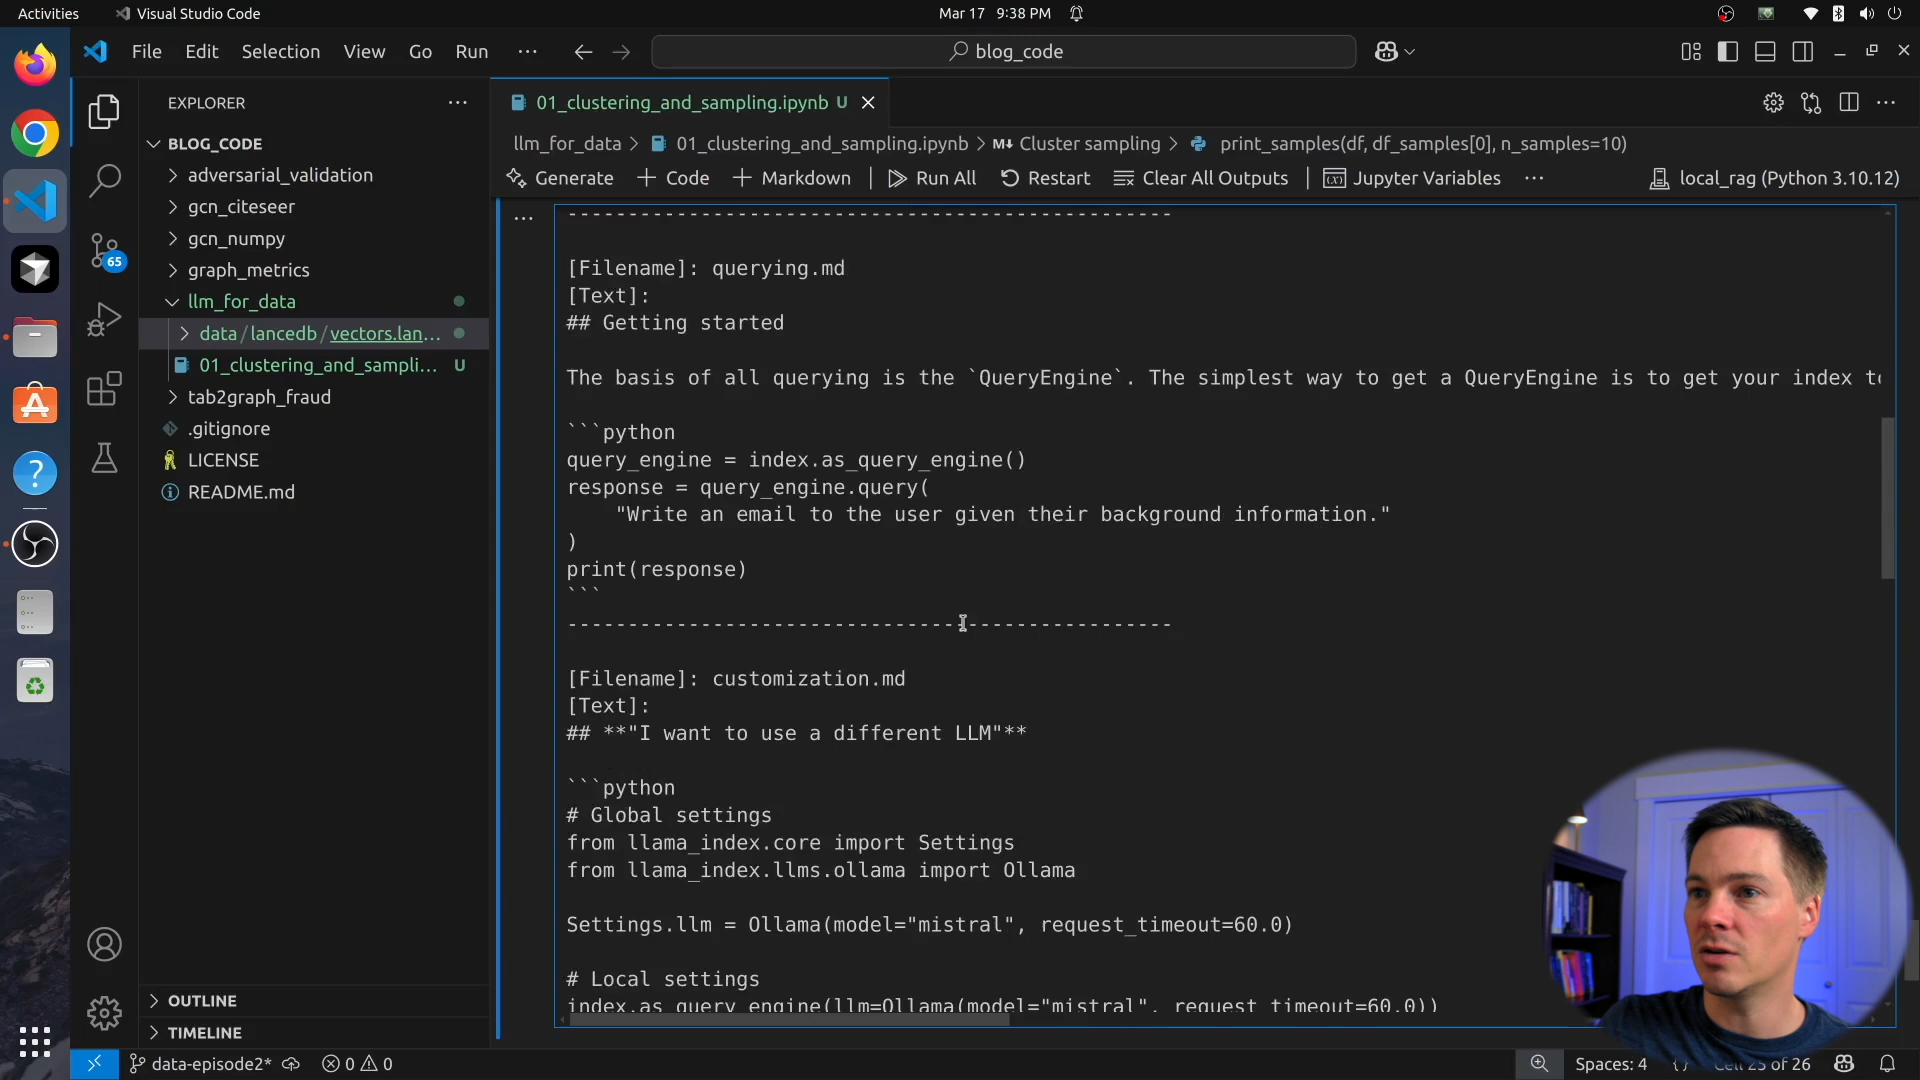 Activities
Visual Studio Code
Mar 17 9:38 PM
File Edit Selection View Go Run ...
blog_code
EXPLORER
BLOG_CODE
adversarial_validation
gcn_citeseer
gcn_numpy
graph_metrics
llm_for_data
data/lancedb/vectors.lan...
01_clustering_and_sampli... U
tab2graph_fraud
.gitignore
LICENSE
README.md
OUTLINE
TIMELINE
65
01_clustering_and_sampling.ipynb U
llm_for_data > 01_clustering_and_sampling.ipynb > M↓ Cluster sampling > print_samples(df, df_samples[0], n_samples=10)
Generate + Code + Markdown | Run All Restart Clear All Outputs | Jupyter Variables ... local_rag (Python 3.10.12)
--------------------------------------------------
[Filename]: querying.md
[Text]:
## Getting started
The basis of all querying is the `QueryEngine`. The simplest way to get a QueryEngine is to get your index to
```python
query_engine = index.as_query_engine()
response = query_engine.query(
    "Write an email to the user given their background information."
)
print(response)
```
--------------------------------------------------
[Filename]: customization.md
[Text]:
## **"I want to use a different LLM"**
```python
# Global settings
from llama_index.core import Settings
from llama_index.llms.ollama import Ollama
Settings.llm = Ollama(model="mistral", request_timeout=60.0)
# Local settings
index.as_query_engine(llm=Ollama(model="mistral", request_timeout=60.0))
data-episode2* 0 0
Spaces: 4 {} Cell 25 of 26